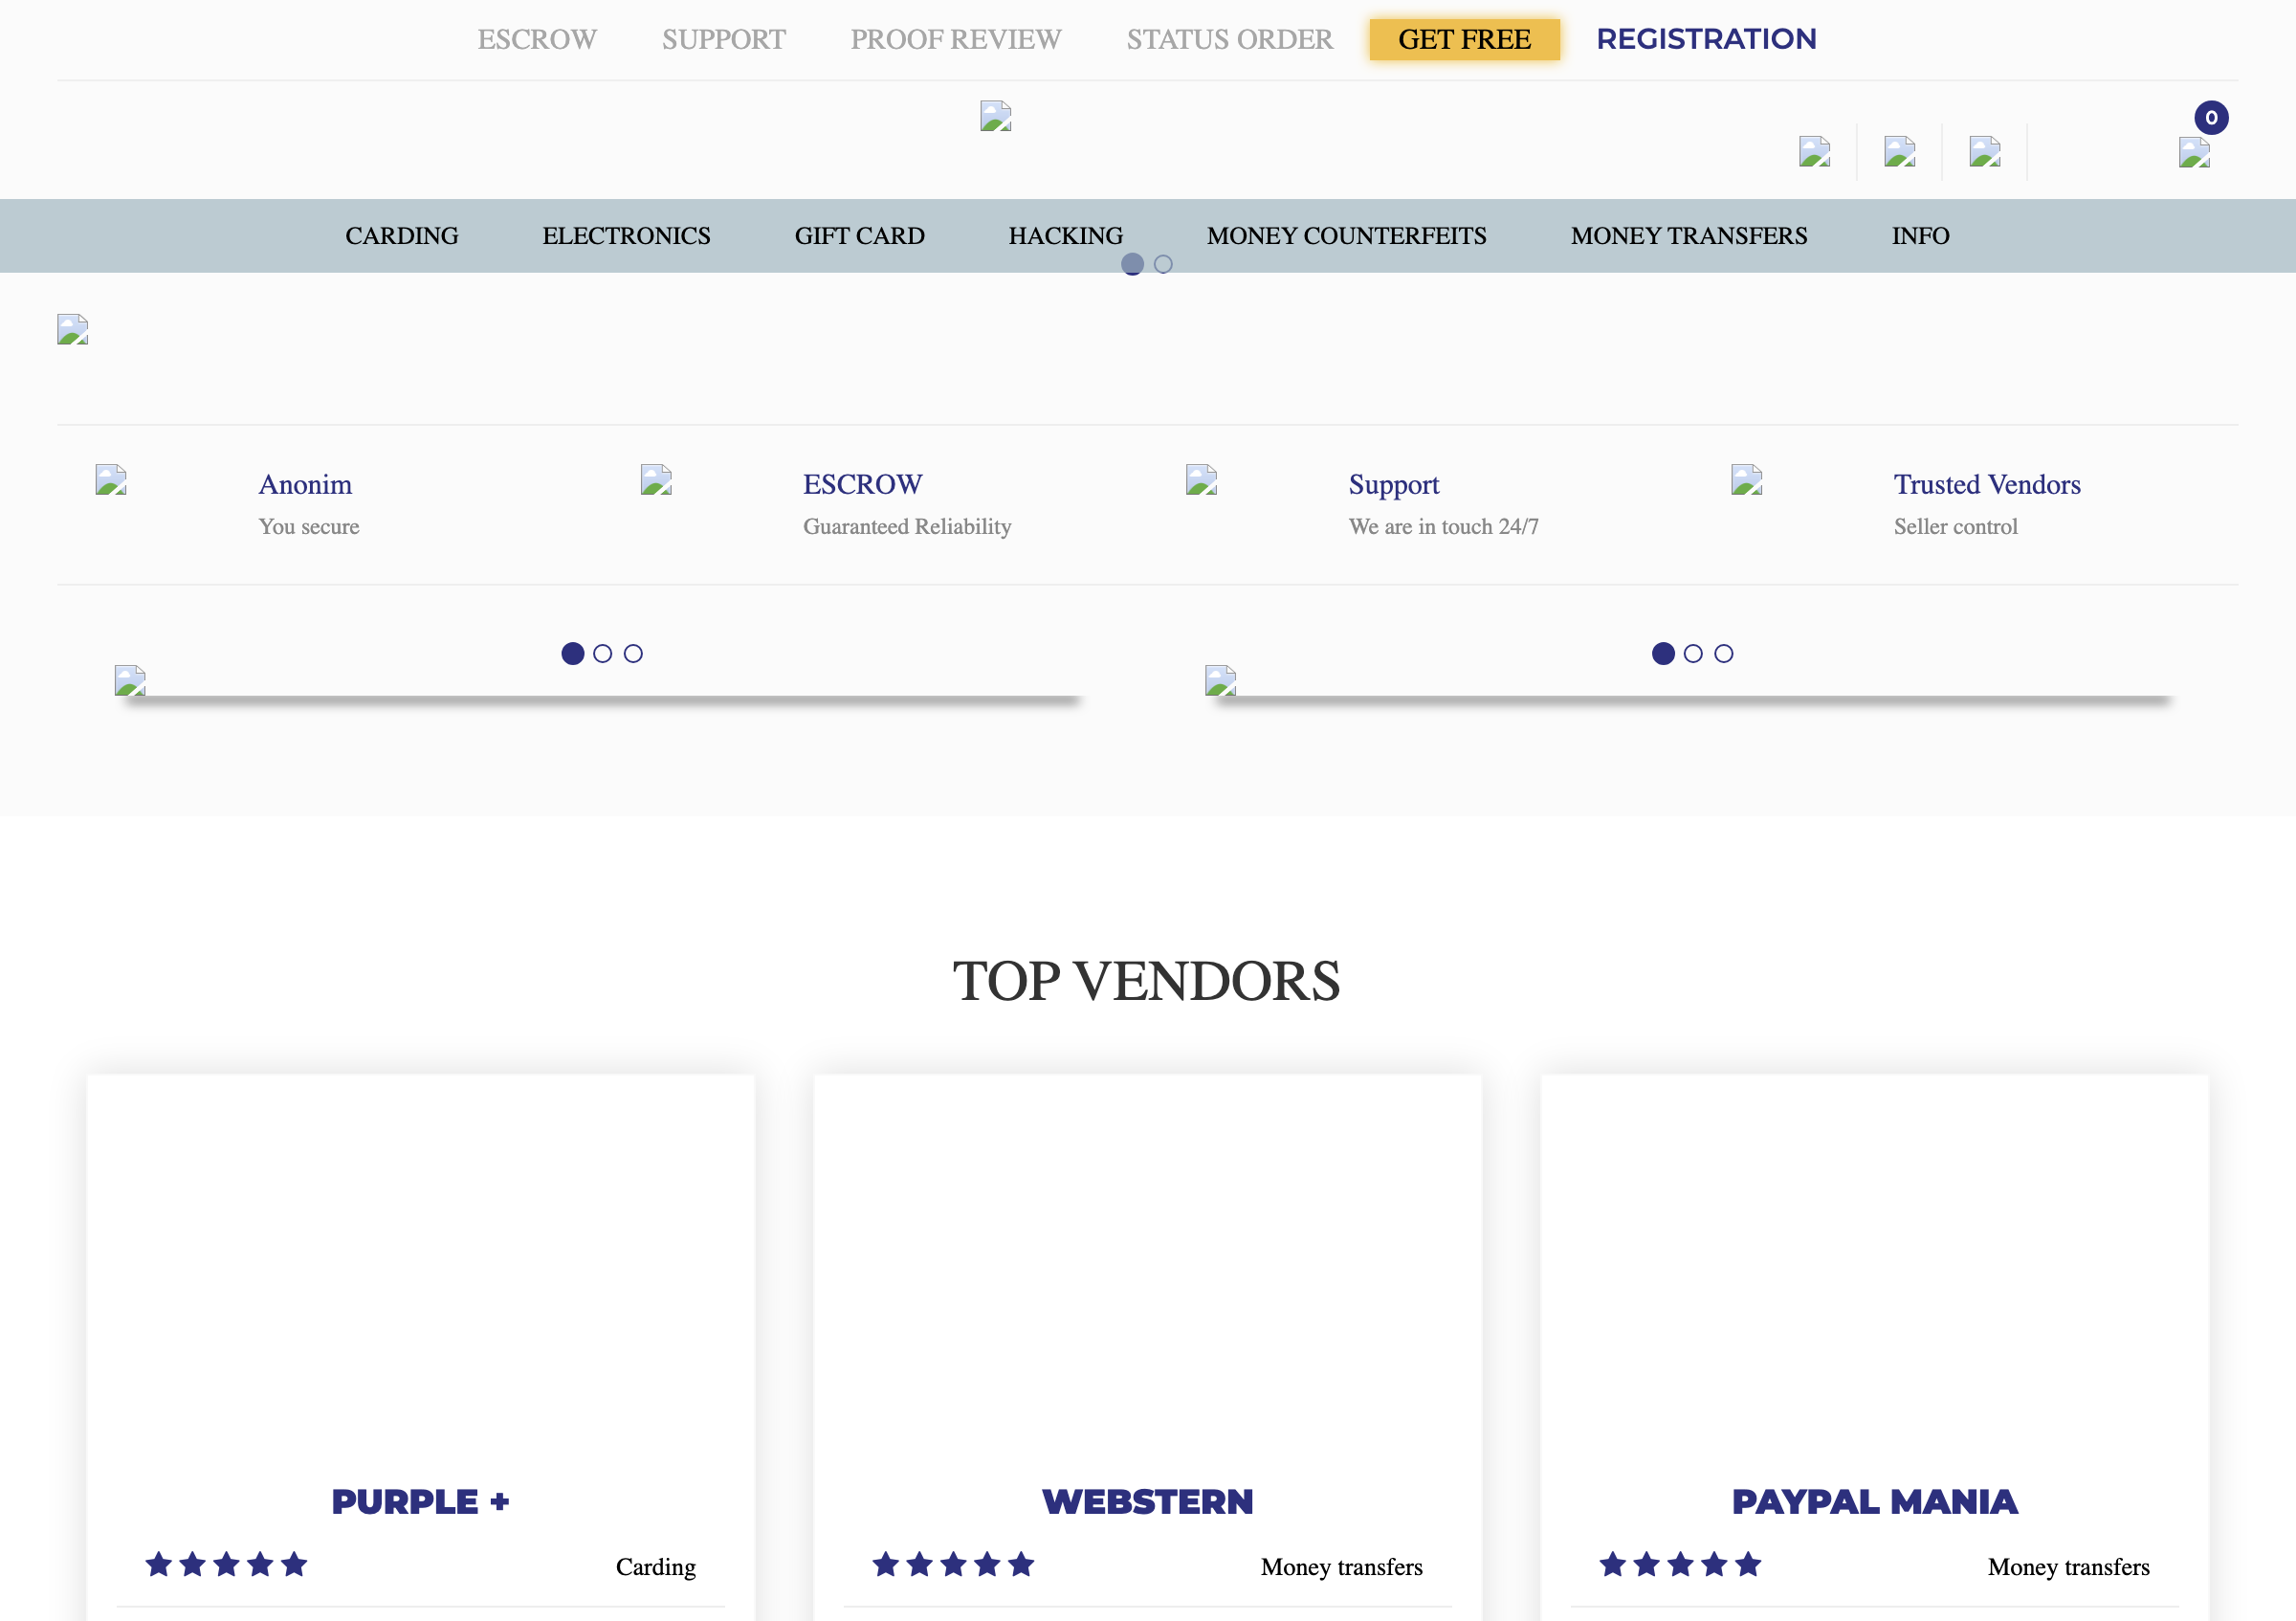 ESCROW SUPPORT PROOF REVIEW STATUS ORDER GET FREE REGISTRATION
0
CARDING ELECTRONICS GIFT CARD HACKING MONEY COUNTERFEITS MONEY TRANSFERS INFO
Anonim ESCROW Support Trusted Vendors
You secure Guaranteed Reliability We are in touch 24/7 Seller control
TOP VENDORS
PURPLE + WEBSTERN PAYPAL MANIA
Carding Money transfers Money transfers